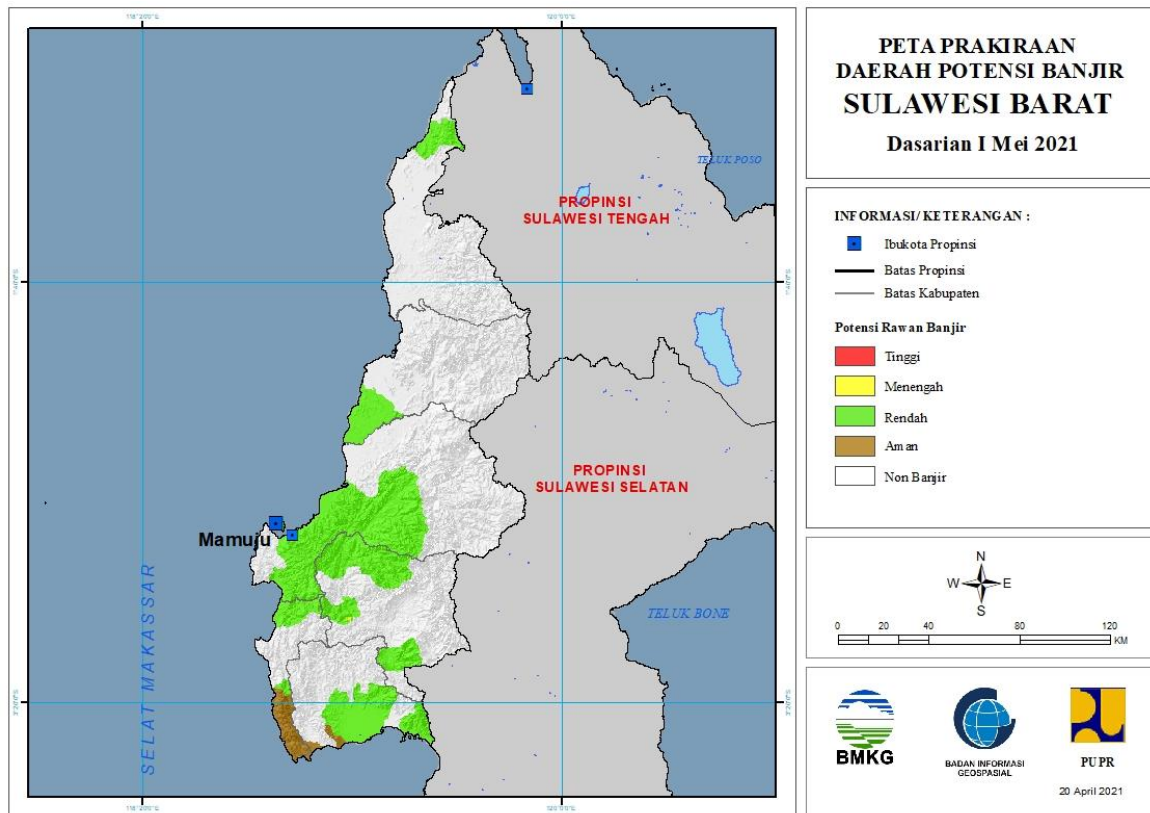 PETA PRAKIRAAN
DAERAH POTENSI BANJIR
SULAWESI BARAT
Dasarian I Mei 2021
INFORMASI/ KETERANGAN :
Ibukota Propinsi
Batas Propinsi
Batas Kabupaten
Potensi Rawan Banjir
Tinggi
Menengah
Rendah
Aman
Non Banjir
N
W E
S
0 20 40 80 120
KM
BMKG
BADAN INFORMASI
GEOSPASIAL
PUPR
20 April 2021
TELUK POSO
PROPINSI
SULAWESI TENGAH
PROPINSI
SULAWESI SELATAN
Mamuju
SELAT MAKASSAR
TELUK BONE